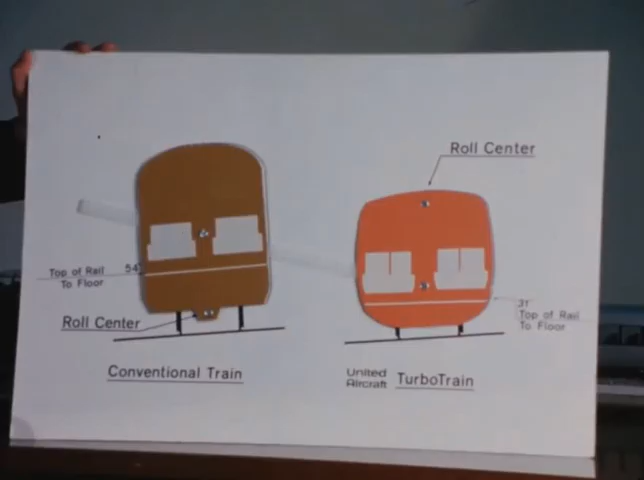 Roll Center
Top of Rail 54"
To Floor
Roll Center
31"
Top of Rail
To Floor
Conventional Train
United
Aircraft TurboTrain